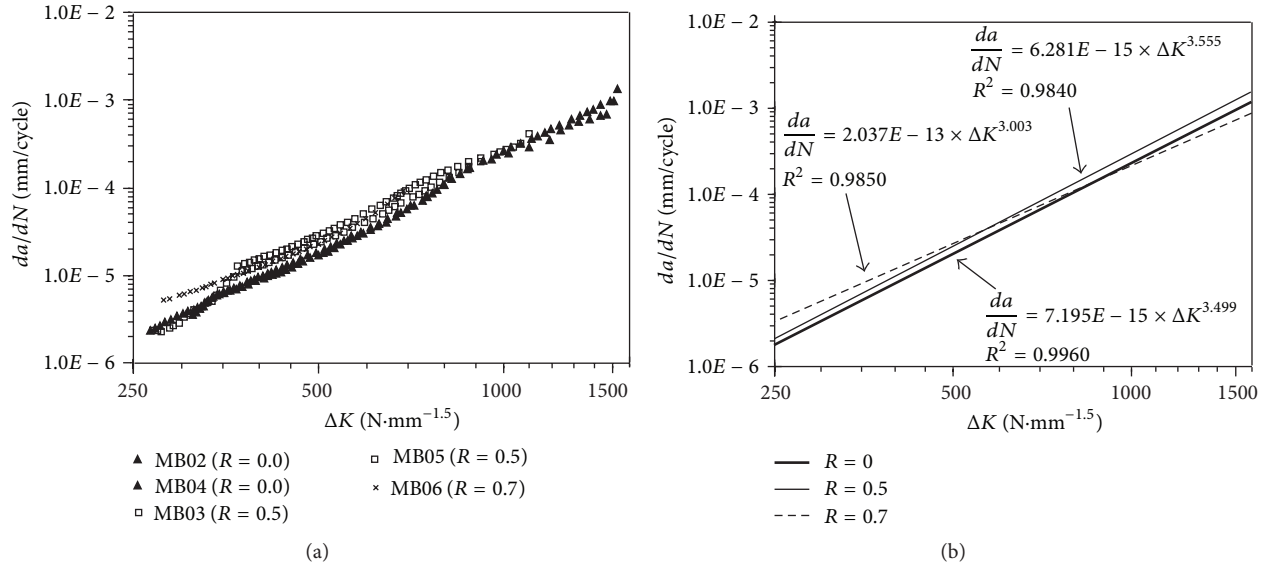 1.0E − 2
1.0E − 3
1.0E − 4
1.0E − 5
1.0E − 6
da/dN (mm/cycle)
250 500 1000 1500
ΔK (N·mm^−1.5)
▲ MB02 (R = 0.0)
▲ MB04 (R = 0.0)
□ MB03 (R = 0.5)
□ MB05 (R = 0.5)
× MB06 (R = 0.7)
(a)
1.0E − 2
1.0E − 3
1.0E − 4
1.0E − 5
1.0E − 6
da/dN (mm/cycle)
da/dN = 6.281E − 15 × ΔK^3.555
R² = 0.9840
da/dN = 2.037E − 13 × ΔK^3.003
R² = 0.9850
da/dN = 7.195E − 15 × ΔK^3.499
R² = 0.9960
250 500 1000 1500
ΔK (N·mm^−1.5)
R = 0
R = 0.5
R = 0.7
(b)